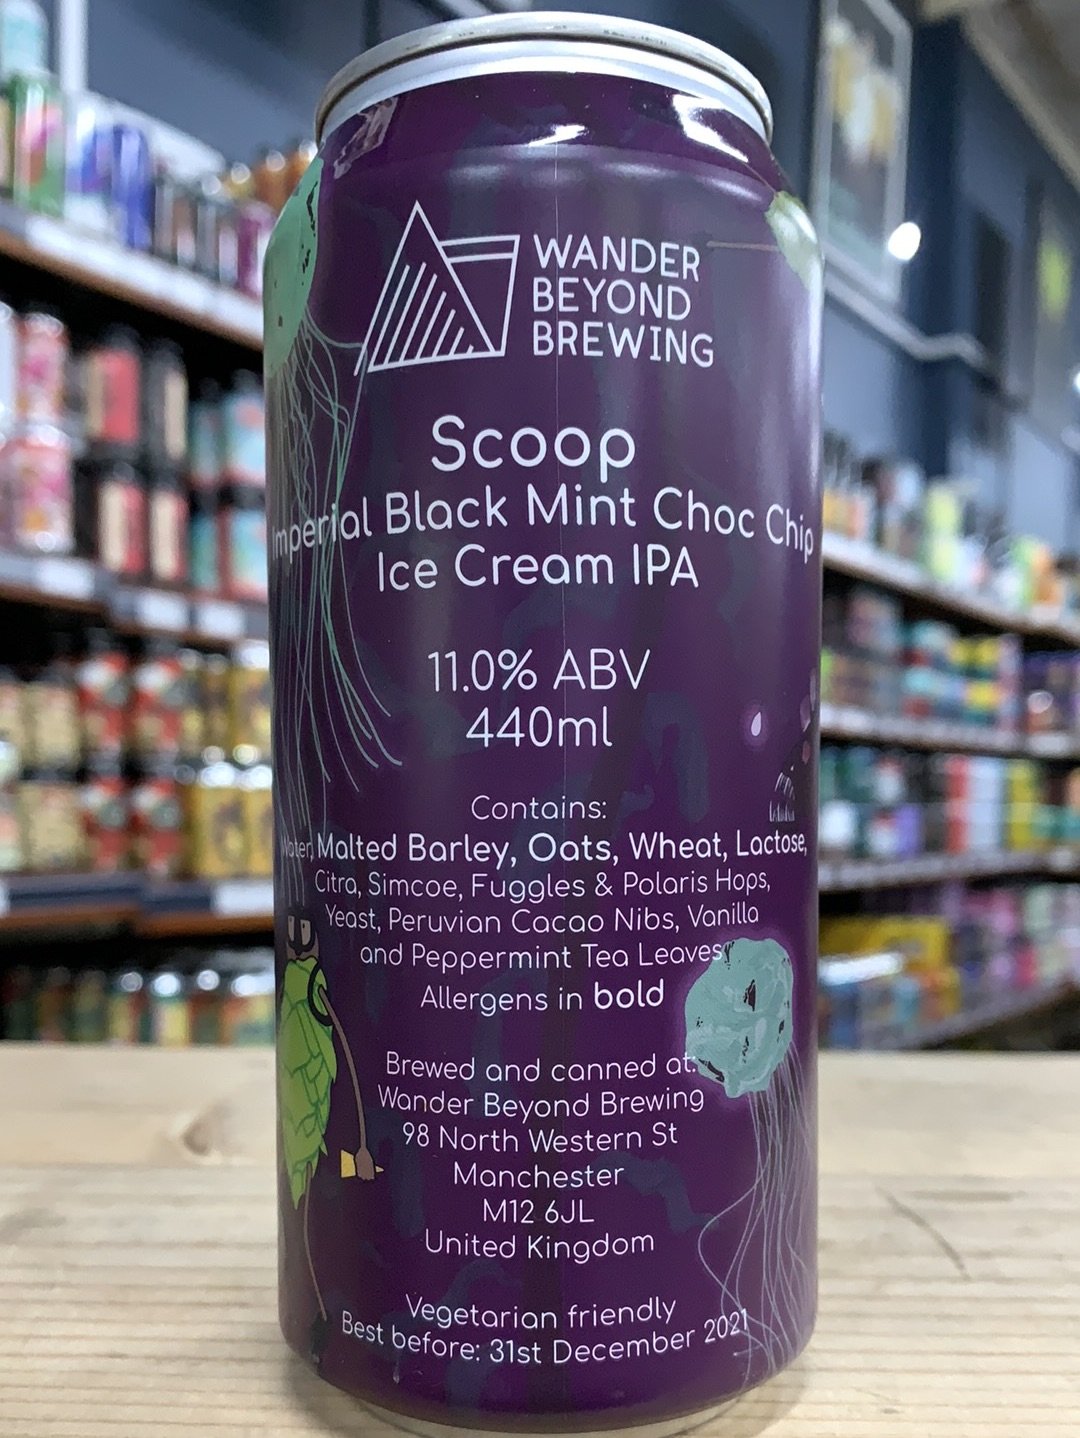 WANDER
BEYOND
BREWING
Scoop
Imperial Black Mint Choc Chip
Ice Cream IPA
11.0% ABV
440ml
Contains:
Water, Malted Barley, Oats, Wheat, Lactose,
Citra, Simcoe, Fuggles & Polaris Hops,
Yeast, Peruvian Cacao Nibs, Vanilla
and Peppermint Tea Leaves
Allergens in bold
Brewed and canned at:
Wander Beyond Brewing
98 North Western St
Manchester
M12 6JL
United Kingdom
Vegetarian friendly
Best before: 31st December 2021